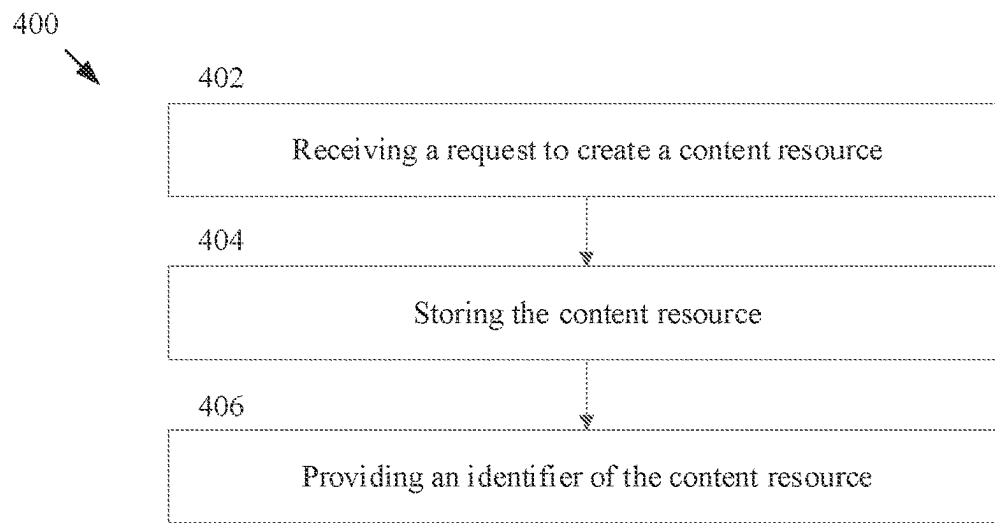 400
402
Receiving a request to create a content resource
404
Storing the content resource
406
Providing an identifier of the content resource